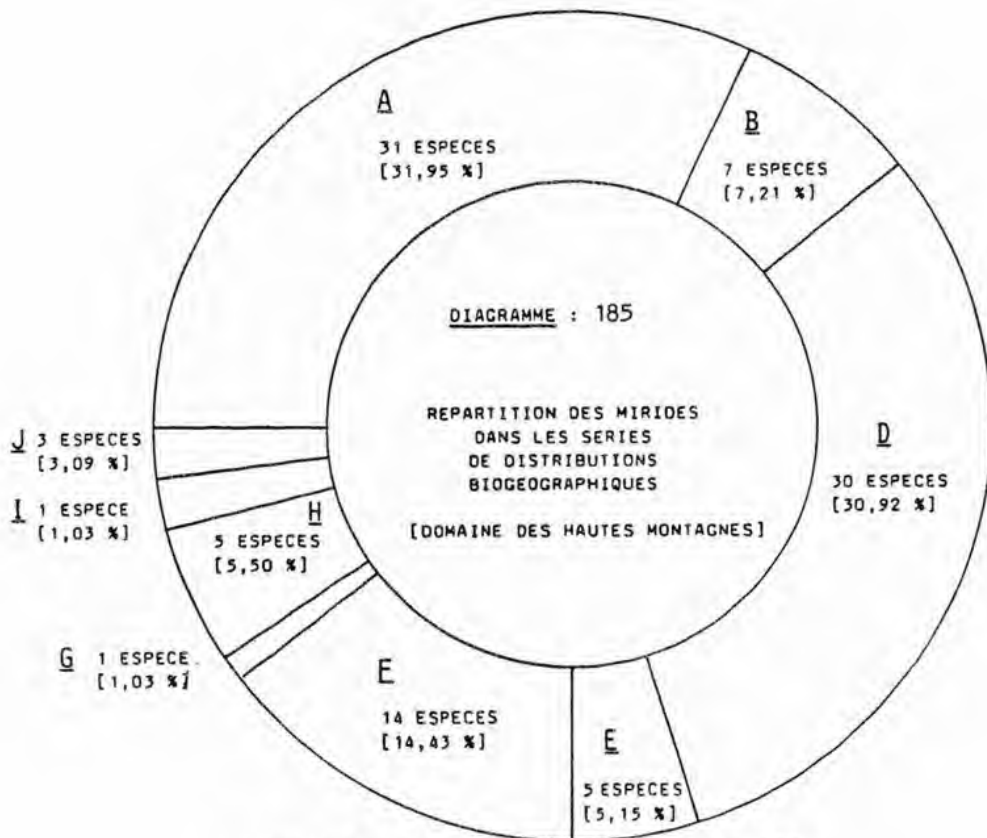 A
31 ESPECES
[31,95 %]
B
7 ESPECES
[7,21 %]
DIAGRAMME : 185
REPARTITION DES MIRIDES
DANS LES SERIES
DE DISTRIBUTIONS
BIOGEOGRAPHIQUES
[DOMAINE DES HAUTES MONTAGNES]
D
30 ESPECES
[30,92 %]
J 3 ESPECES
[3,09 %]
I 1 ESPECE
[1,03 %]
H
5 ESPECES
[5,50 %]
G 1 ESPECE
[1,03 %]
E
14 ESPECES
[14,43 %]
E
5 ESPECES
[5,15 %]